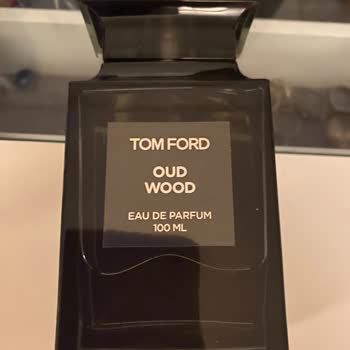 TOM FORD
OUD
WOOD
EAU DE PARFUM
100 ML